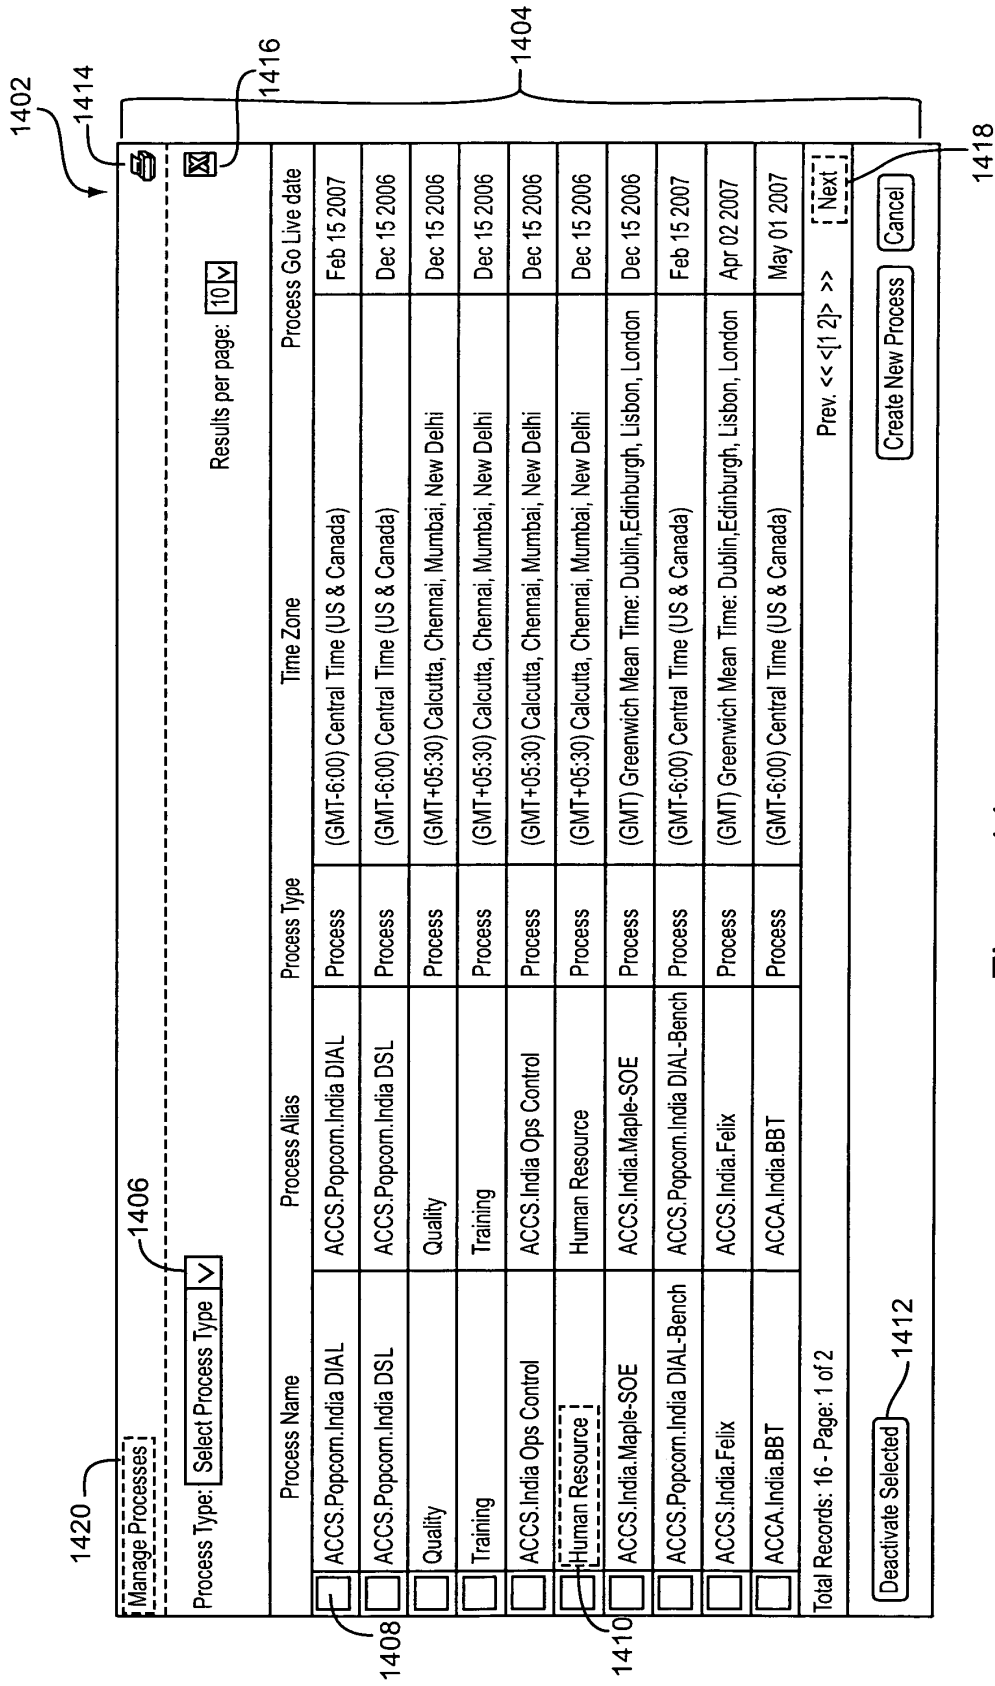 1402
1414
1416
1404
1420
Manage Processes
1406
Process Type: Select Process Type
Results per page: 10
Process Name Process Alias Process Type Time Zone Process Go Live date
ACCS.Popcorn.India DIAL ACCS.Popcorn.India DIAL Process (GMT-6:00) Central Time (US & Canada) Feb 15 2007
ACCS.Popcorn.India DSL ACCS.Popcorn.India DSL Process (GMT-6:00) Central Time (US & Canada) Dec 15 2006
Quality Quality Process (GMT+05:30) Calcutta, Chennai, Mumbai, New Delhi Dec 15 2006
Training Training Process (GMT+05:30) Calcutta, Chennai, Mumbai, New Delhi Dec 15 2006
ACCS.India Ops Control ACCS.India Ops Control Process (GMT+05:30) Calcutta, Chennai, Mumbai, New Delhi Dec 15 2006
Human Resource Human Resource Process (GMT+05:30) Calcutta, Chennai, Mumbai, New Delhi Dec 15 2006
ACCS.India.Maple-SOE ACCS.India.Maple-SOE Process (GMT) Greenwich Mean Time: Dublin,Edinburgh, Lisbon, London Dec 15 2006
ACCS.Popcorn.India DIAL-Bench ACCS.Popcorn.India DIAL-Bench Process (GMT-6:00) Central Time (US & Canada) Feb 15 2007
ACCS.India.Felix ACCS.India.Felix Process (GMT) Greenwich Mean Time: Dublin,Edinburgh, Lisbon, London Apr 02 2007
ACCA.India.BBT ACCA.India.BBT Process (GMT-6:00) Central Time (US & Canada) May 01 2007
Total Records: 16 - Page: 1 of 2
Prev. << <[1 2]> >> Next
Deactivate Selected
Create New Process
Cancel
1408
1410
1412
1418